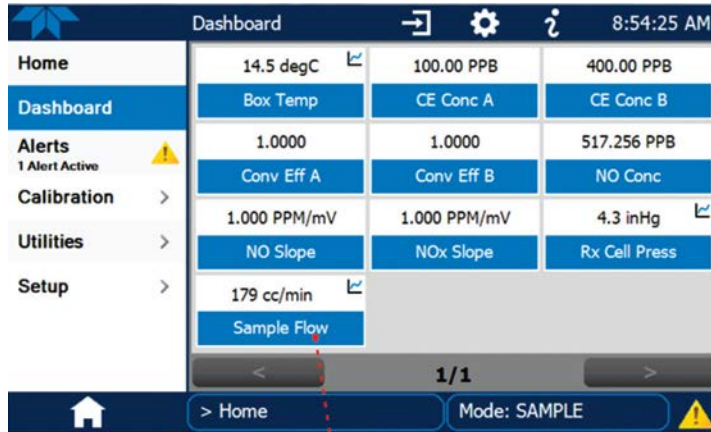 Dashboard
8:54:25 AM
Home
Dashboard
Alerts
1 Alert Active
Calibration >
Utilities >
Setup >
14.5 degC
Box Temp
100.00 PPB
CE Conc A
400.00 PPB
CE Conc B
1.0000
Conv Eff A
1.0000
Conv Eff B
517.256 PPB
NO Conc
1.000 PPM/mV
NO Slope
1.000 PPM/mV
NOx Slope
4.3 inHg
Rx Cell Press
179 cc/min
Sample Flow
< 1/1 >
> Home
Mode: SAMPLE